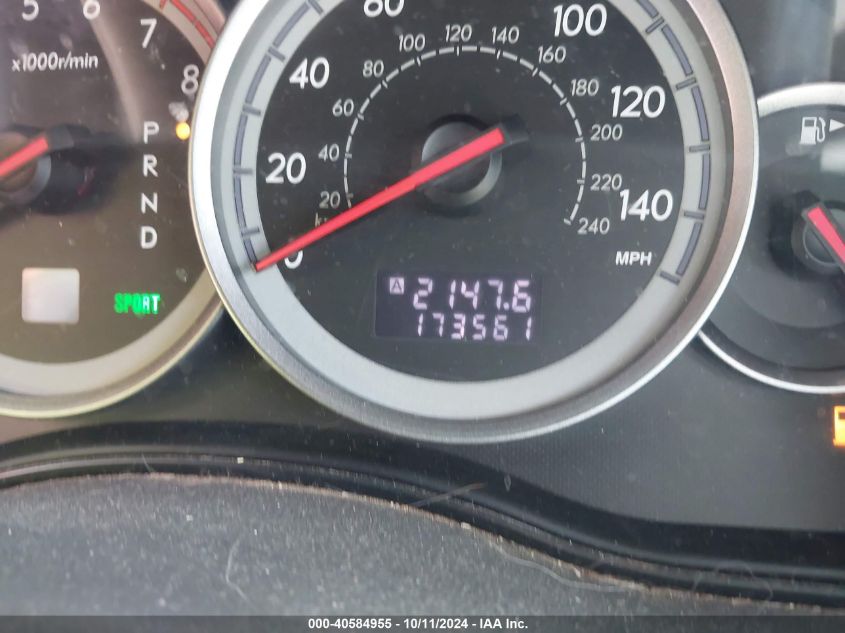 5 6 7 8
x1000r/min
P
R
N
D
SPORT
0 20 40 60 80 100 120 140
20 40 60 80 100 120 140 160 180 200 220 240
MPH
A 2147.6
173561
000-40584955 - 10/11/2024 - IAA Inc.